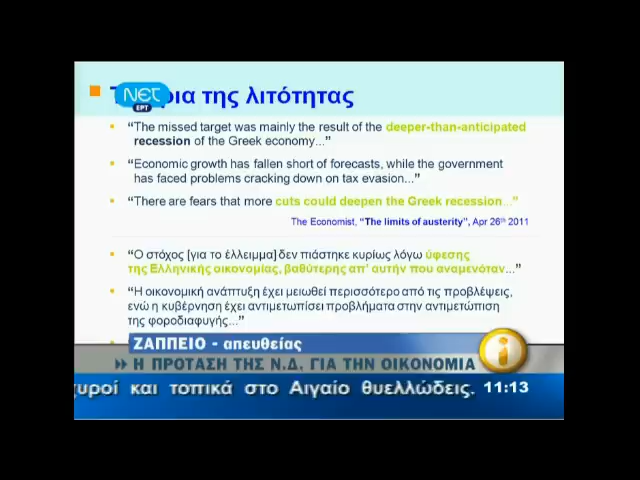 NET
ΕΡΤ
ρια της λιτότητας
“The missed target was mainly the result of the deeper-than-anticipated
recession of the Greek economy...”
“Economic growth has fallen short of forecasts, while the government
has faced problems cracking down on tax evasion...”
“There are fears that more cuts could deepen the Greek recession...”
The Economist, “The limits of austerity”, Apr 26th 2011
“Ο στόχος [για το έλλειμμα] δεν πιάστηκε κυρίως λόγω ύφεσης
της Ελληνικής οικονομίας, βαθύτερης απ’ αυτήν που αναμενόταν...”
“Η οικονομική ανάπτυξη έχει μειωθεί περισσότερο από τις προβλέψεις,
ενώ η κυβέρνηση έχει αντιμετωπίσει προβλήματα στην αντιμετώπιση
της φοροδιαφυγής...”
ΖΑΠΠΕΙΟ - απευθείας
Η ΠΡΟΤΑΣΗ ΤΗΣ Ν.Δ. ΓΙΑ ΤΗΝ ΟΙΚΟΝΟΜΙΑ
χυροί και τοπικά στο Αιγαίο θυελλώδεις. 11:13